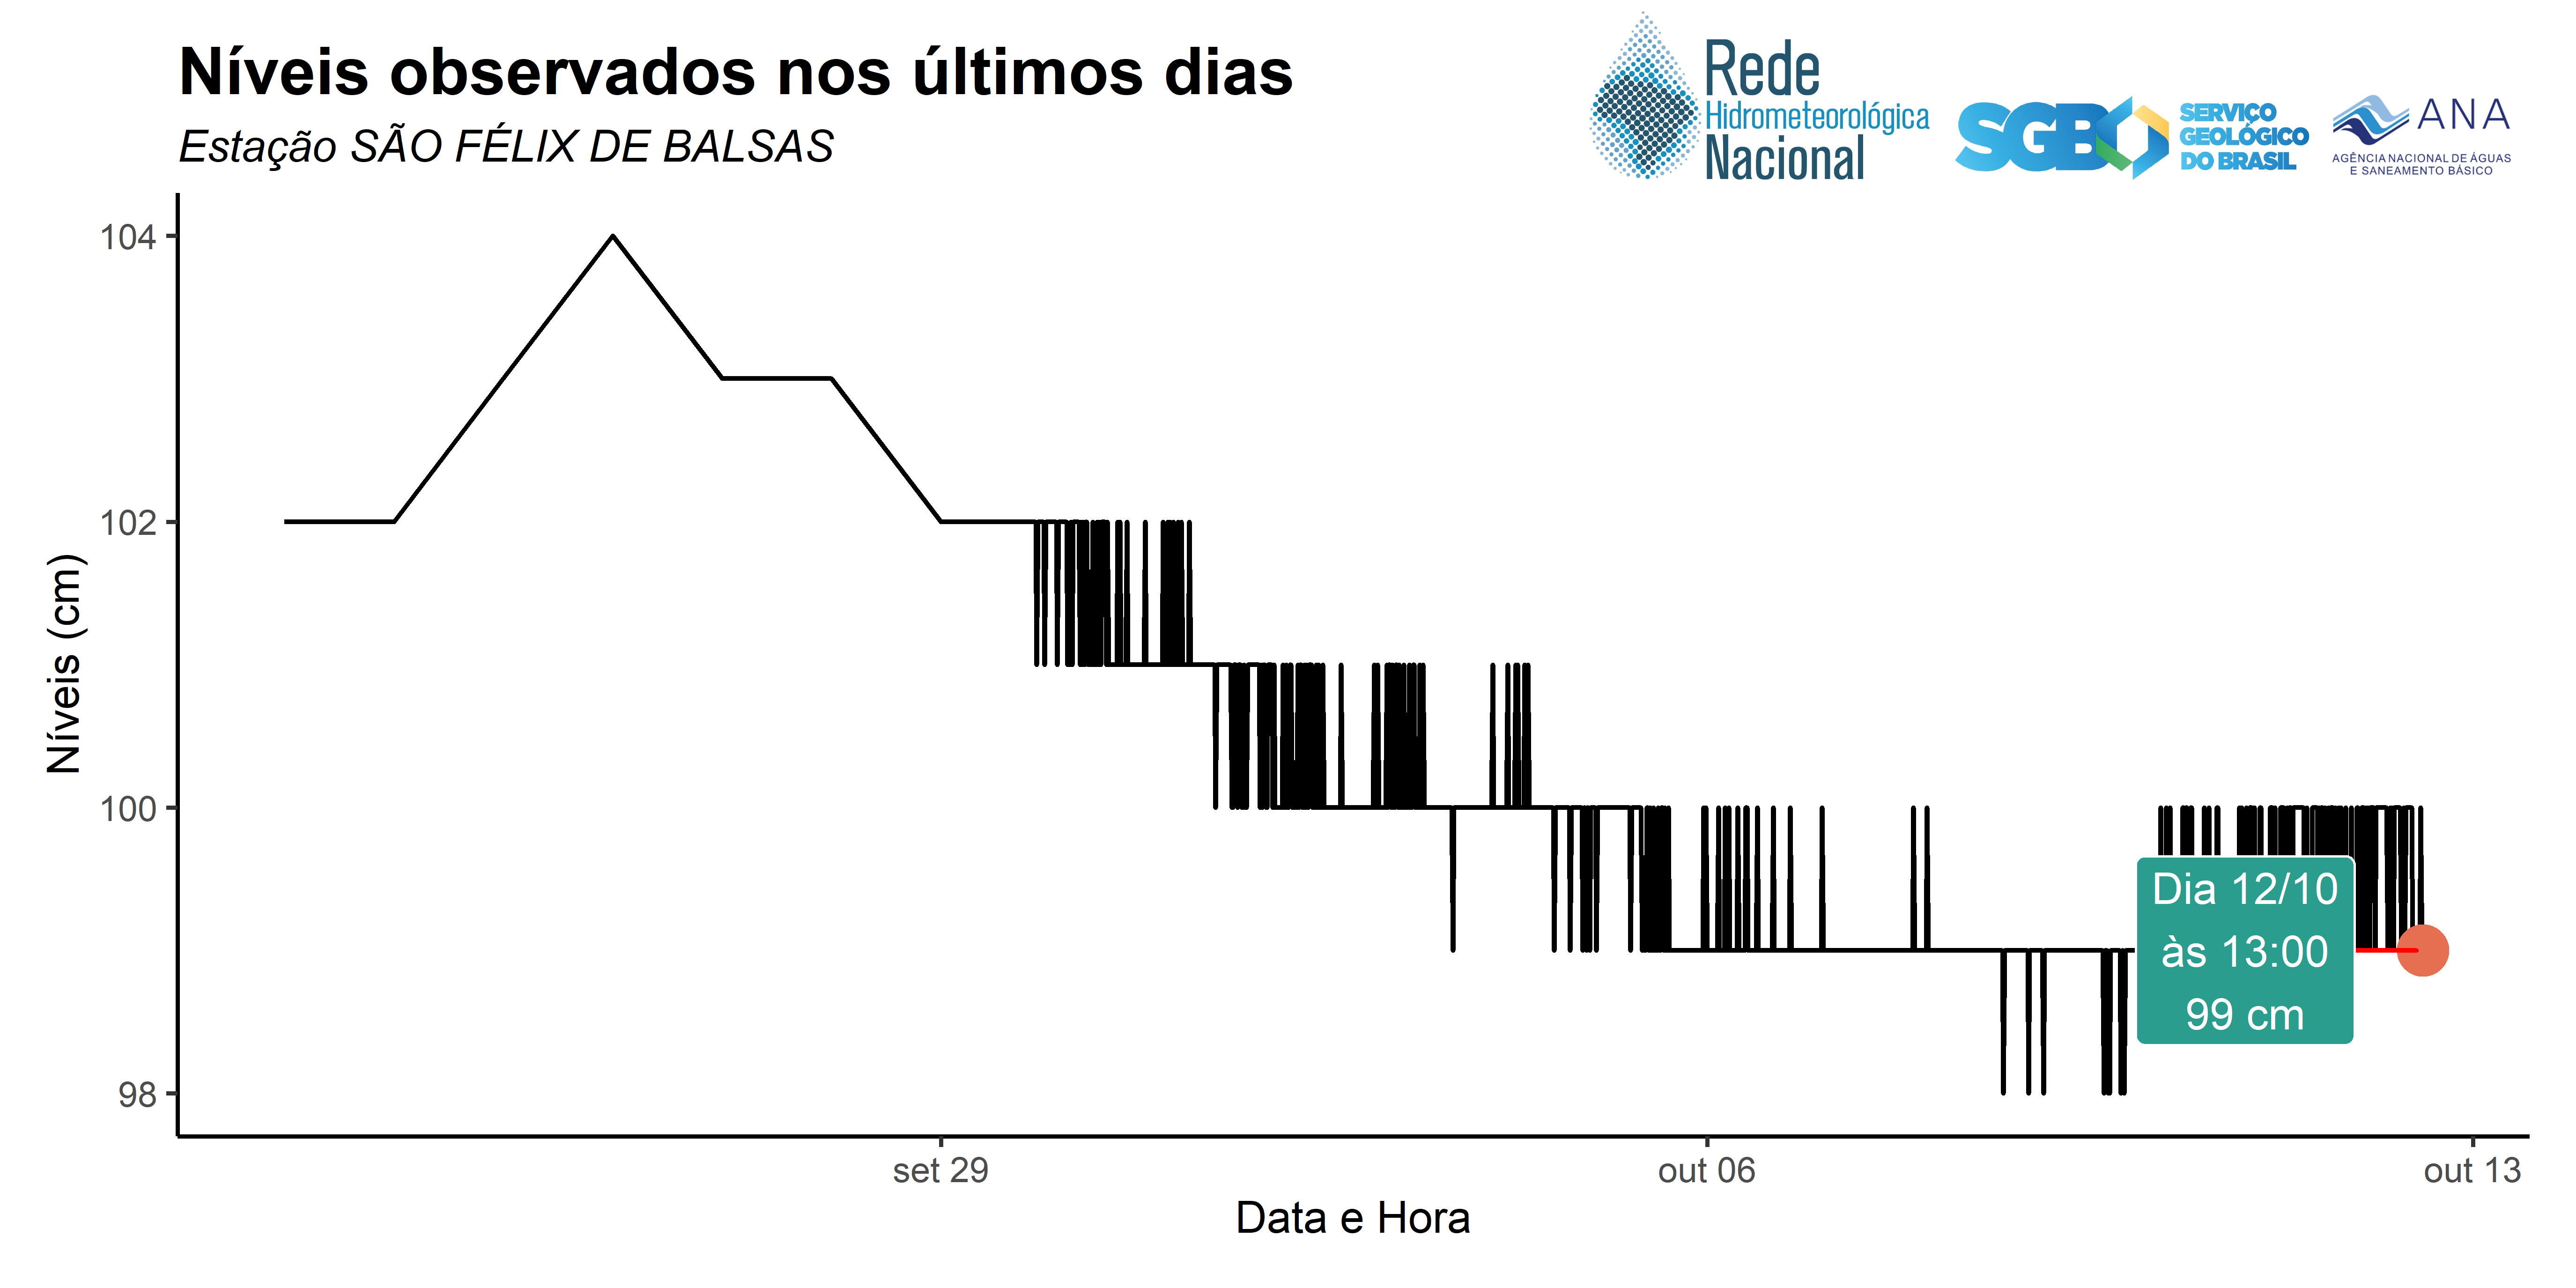 Níveis observados nos últimos dias
Estação SÃO FÉLIX DE BALSAS
Rede
Hidrometeorológica
Nacional
SGB
SERVIÇO
GEOLÓGICO
DO BRASIL
ANA
AGÊNCIA NACIONAL DE ÁGUAS
E SANEAMENTO BÁSICO
Níveis (cm)
104
102
100
98
Dia 12/10
às 13:00
99 cm
set 29
out 06
out 13
Data e Hora